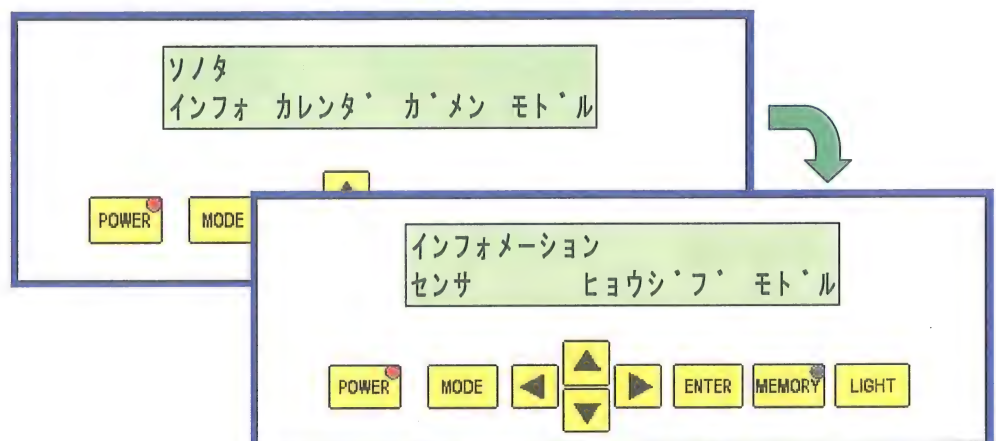 ソノタ
インフォ カレンダ゛ カ゛メン モト゛ル
POWER MODE
インフォメーション
センサ ヒョウシ゛フ゛ モト゛ル
POWER MODE ENTER MEMORY LIGHT